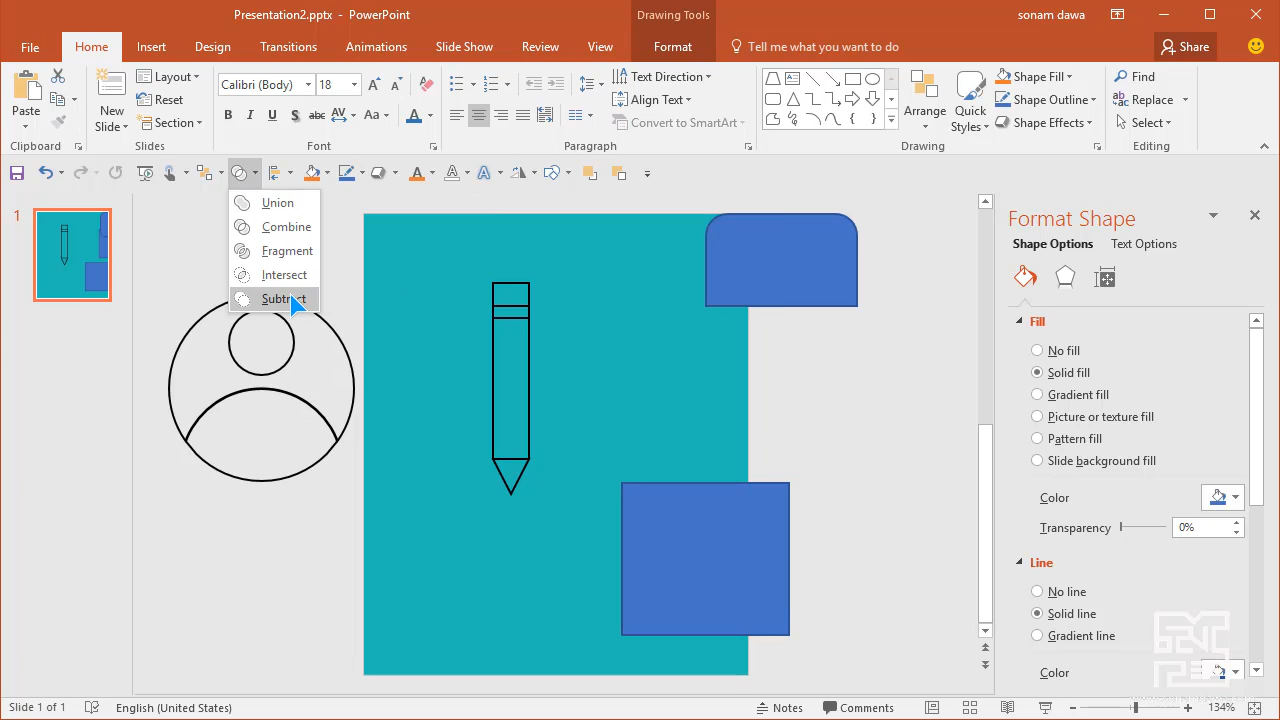 Presentation2.pptx - PowerPoint
Drawing Tools
sonam dawa
File
Home
Insert
Design
Transitions
Animations
Slide Show
Review
View
Format
Tell me what you want to do
Share
Paste
New
Slide
Layout
Reset
Section
Calibri (Body)
18
B I U S abc AV Aa A
Text Direction
Align Text
Convert to SmartArt
Arrange
Quick
Styles
Shape Fill
Shape Outline
Shape Effects
Find
Replace
Select
Clipboard
Slides
Font
Paragraph
Drawing
Editing
Union
Combine
Fragment
Intersect
Subtract
1
Format Shape
Shape Options
Text Options
Fill
No fill
Solid fill
Gradient fill
Picture or texture fill
Pattern fill
Slide background fill
Color
Transparency
0%
Line
No line
Solid line
Gradient line
Color
Slide 1 of 1
English (United States)
Notes
Comments
134%